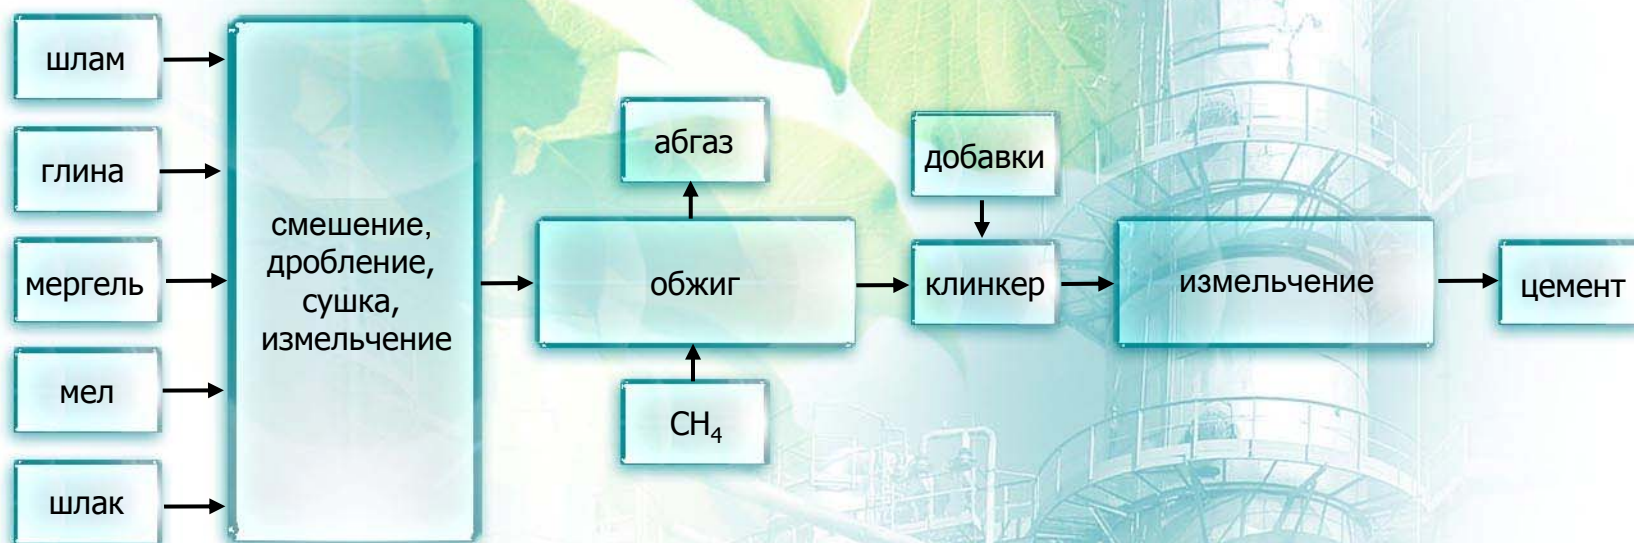 шлам
глина
мергель
мел
шлак
смешение,
дробление,
сушка,
измельчение
абгаз
обжиг
CH₄
добавки
клинкер
измельчение
цемент